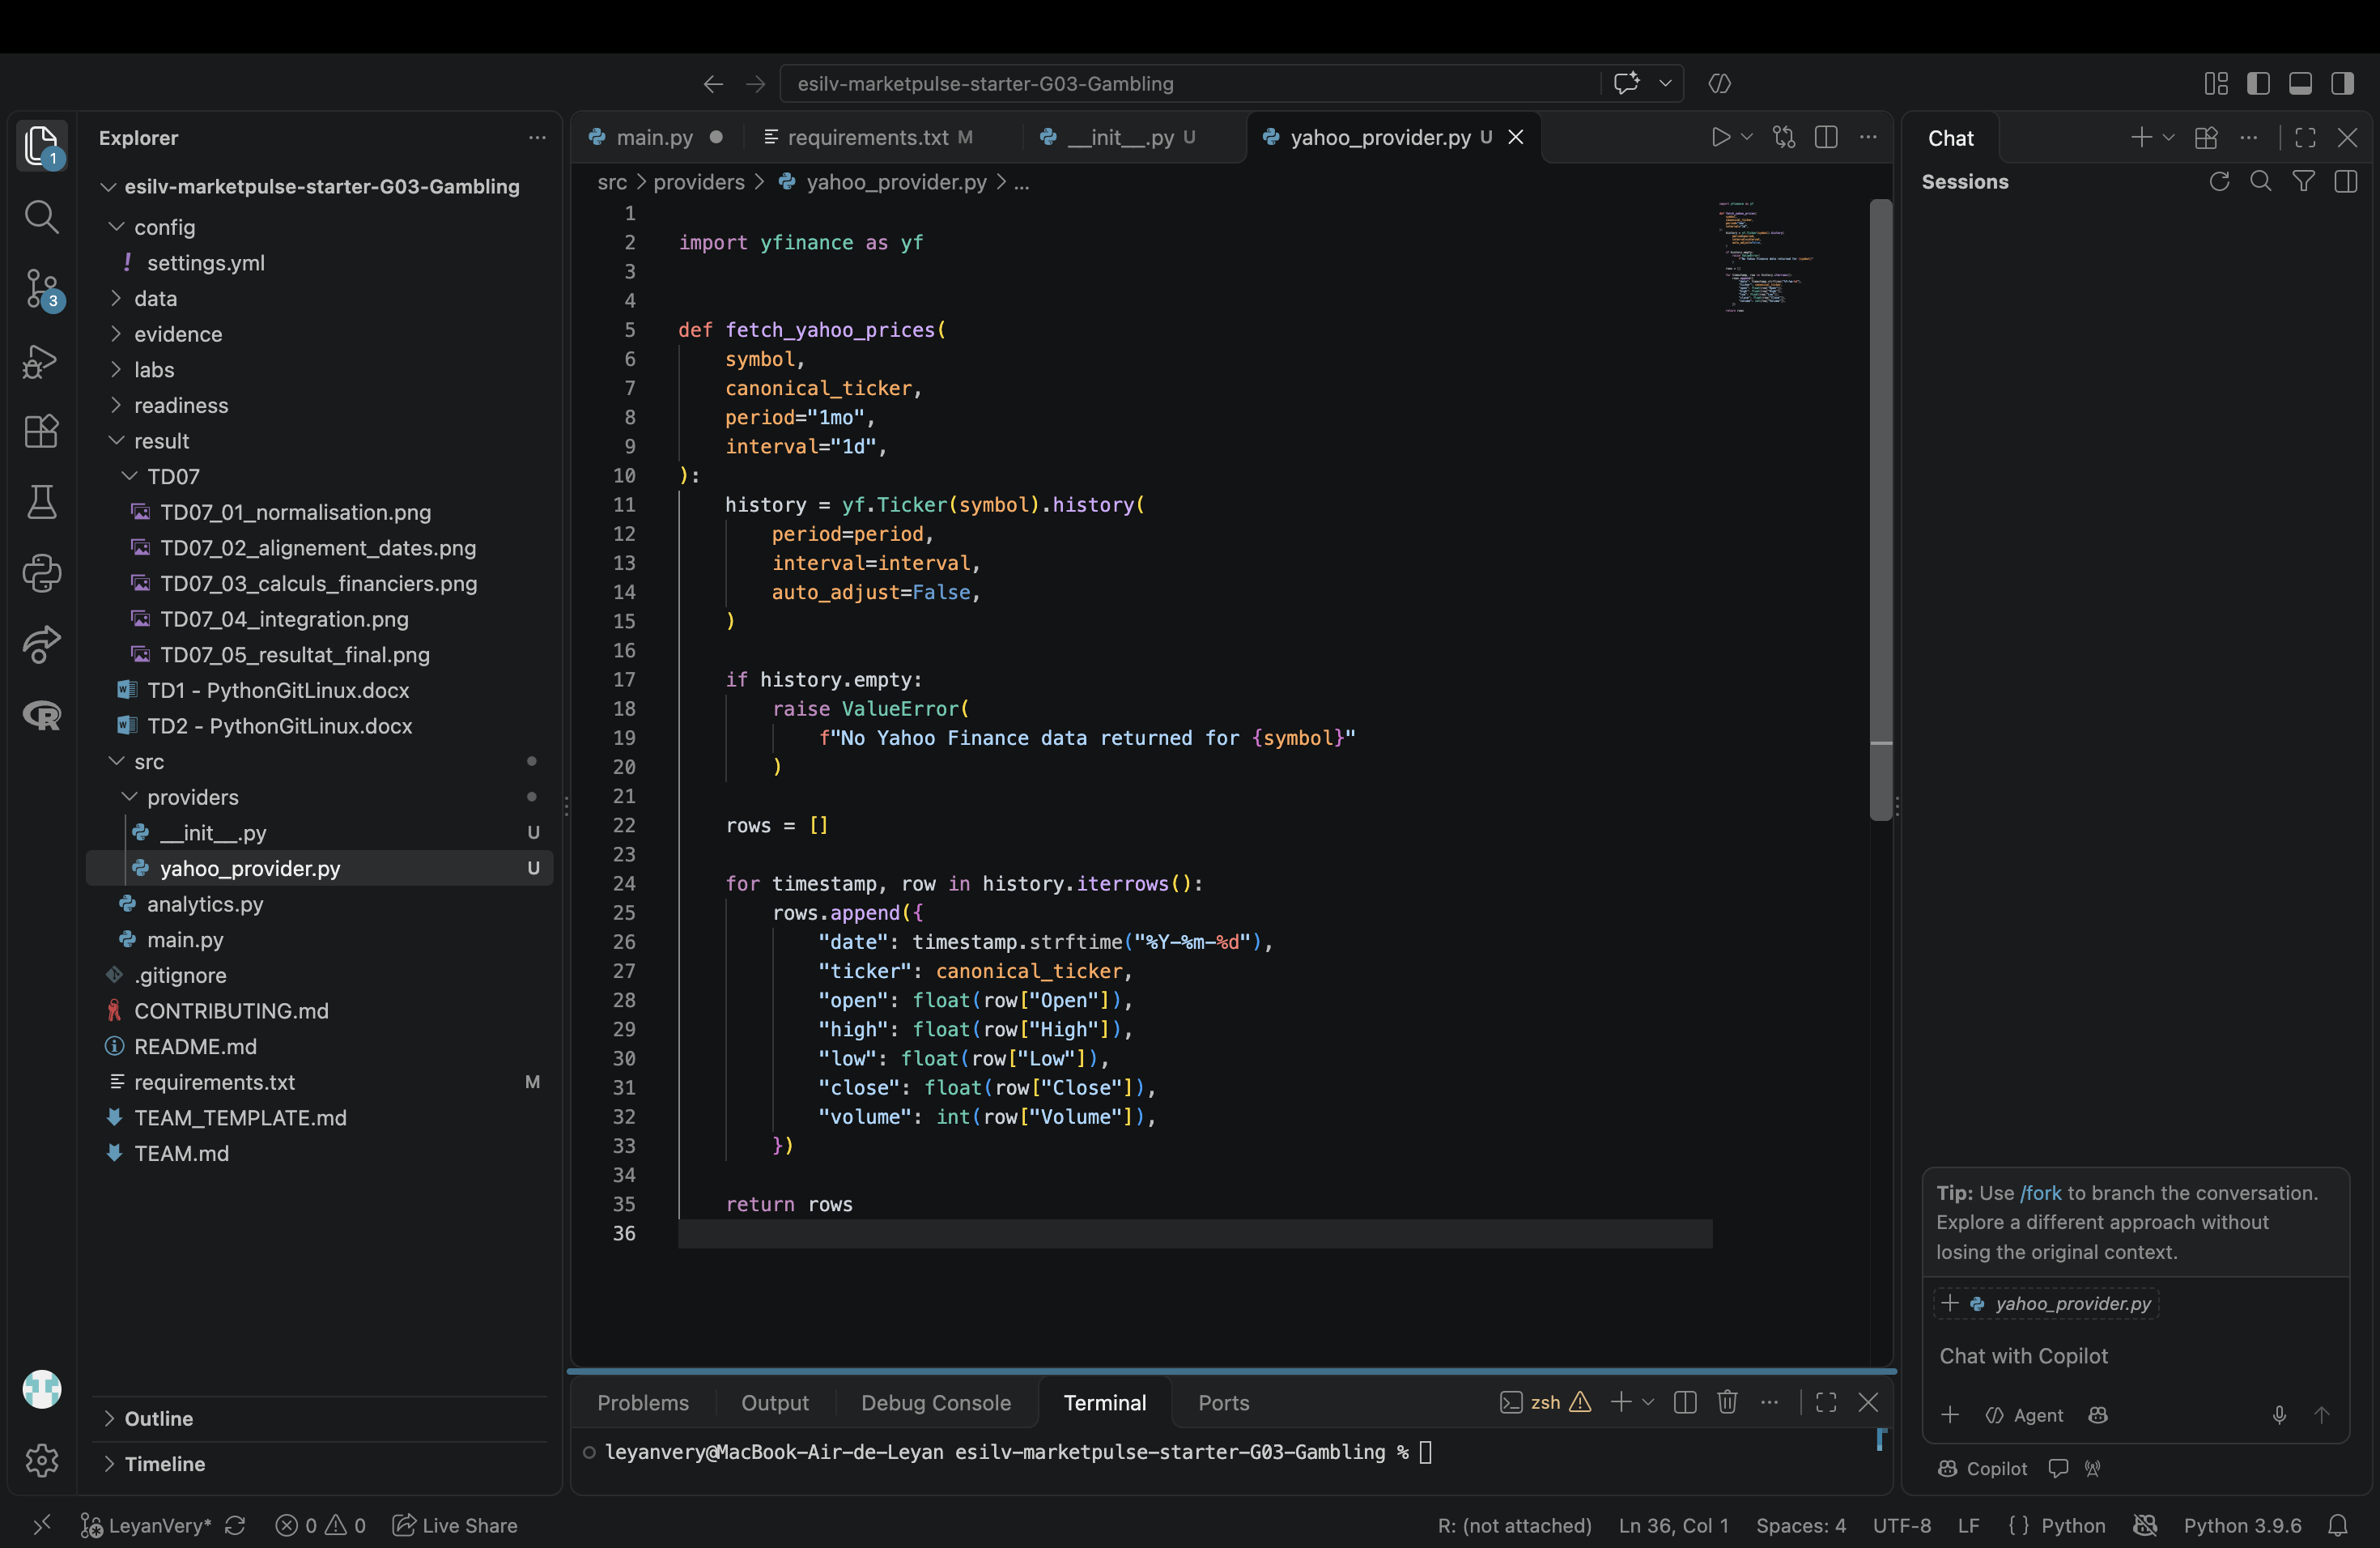 esilv-marketpulse-starter-G03-Gambling
Explorer
esilv-marketpulse-starter-G03-Gambling
config
! settings.yml
data
evidence
labs
readiness
result
TD07
TD07_01_normalisation.png
TD07_02_alignement_dates.png
TD07_03_calculs_financiers.png
TD07_04_integration.png
TD07_05_resultat_final.png
TD1 - PythonGitLinux.docx
TD2 - PythonGitLinux.docx
src
providers
__init__.py U
yahoo_provider.py U
analytics.py
main.py
.gitignore
CONTRIBUTING.md
README.md
requirements.txt M
TEAM_TEMPLATE.md
TEAM.md
Outline
Timeline
1
3
main.py requirements.txt M __init__.py U yahoo_provider.py U
src > providers > yahoo_provider.py > ...
1
2 import yfinance as yf
3
4
5 def fetch_yahoo_prices(
6 symbol,
7 canonical_ticker,
8 period="1mo",
9 interval="1d",
10 ):
11 history = yf.Ticker(symbol).history(
12 period=period,
13 interval=interval,
14 auto_adjust=False,
15 )
16
17 if history.empty:
18 raise ValueError(
19 f"No Yahoo Finance data returned for {symbol}"
20 )
21
22 rows = []
23
24 for timestamp, row in history.iterrows():
25 rows.append({
26 "date": timestamp.strftime("%Y-%m-%d"),
27 "ticker": canonical_ticker,
28 "open": float(row["Open"]),
29 "high": float(row["High"]),
30 "low": float(row["Low"]),
31 "close": float(row["Close"]),
32 "volume": int(row["Volume"]),
33 })
34
35 return rows
36
Problems Output Debug Console Terminal Ports
zsh
leyanvery@MacBook-Air-de-Leyan esilv-marketpulse-starter-G03-Gambling %
Chat
Sessions
Tip: Use /fork to branch the conversation.
Explore a different approach without
losing the original context.
yahoo_provider.py
Chat with Copilot
Agent
Copilot
LeyanVery* 0 0 Live Share
R: (not attached) Ln 36, Col 1 Spaces: 4 UTF-8 LF { } Python Python 3.9.6